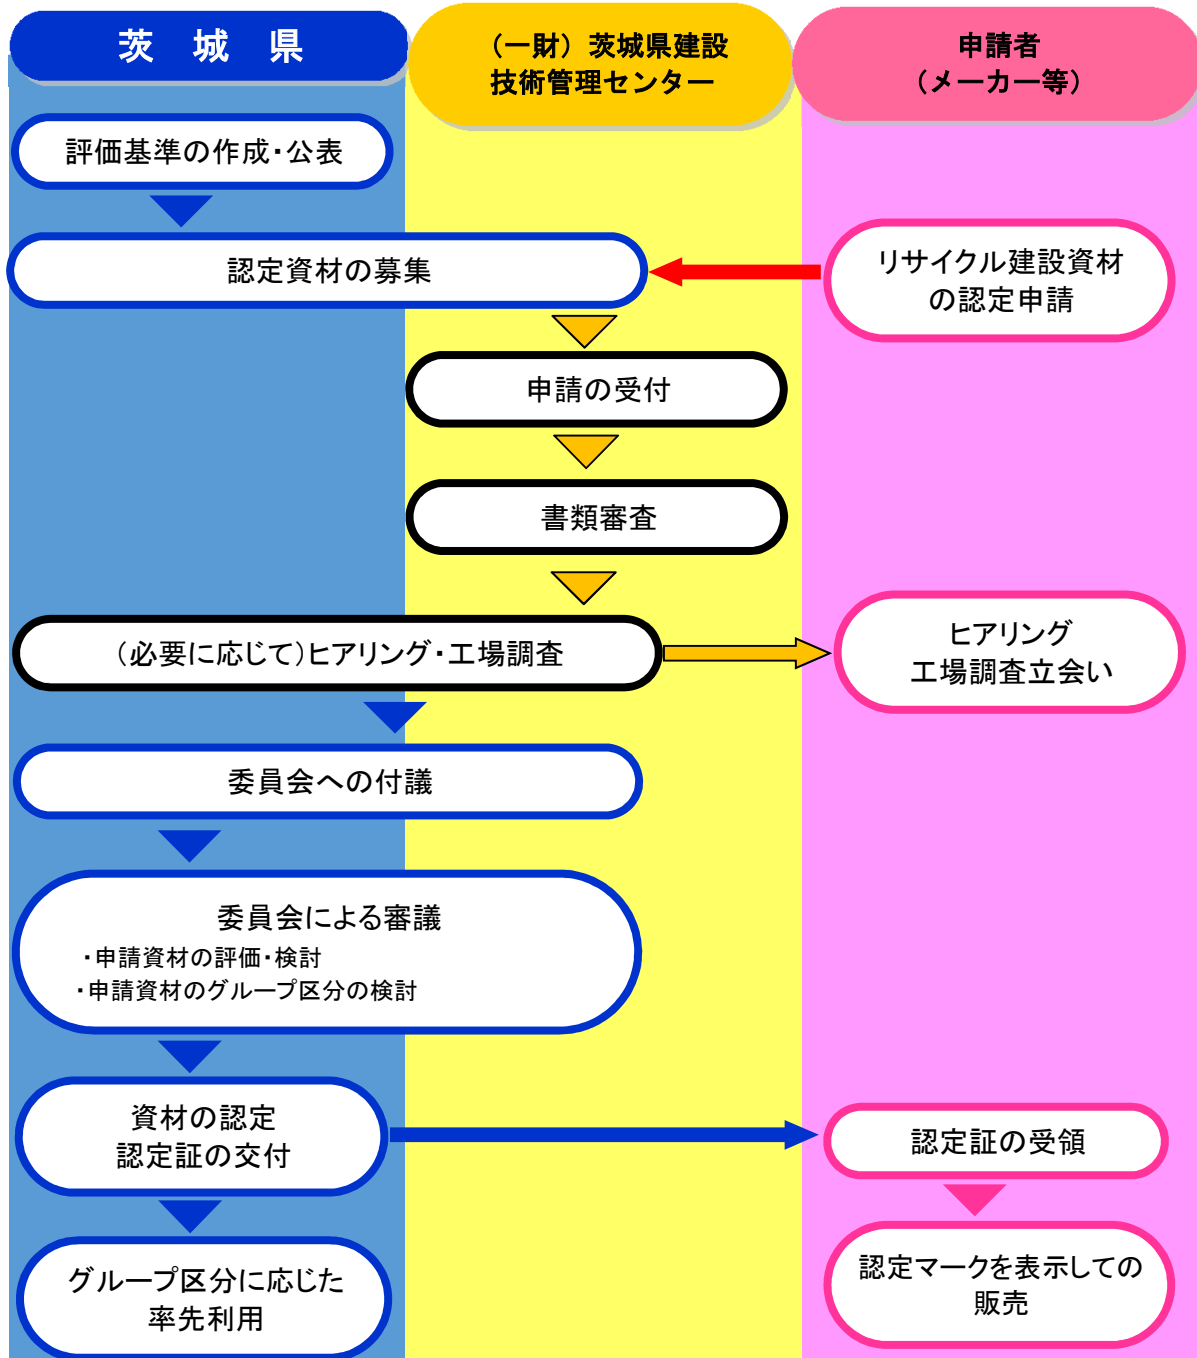 茨 城 県
（一財）茨城県建設
技術管理センター
申請者
（メーカー等）
評価基準の作成・公表
認定資材の募集
リサイクル建設資材
の認定申請
申請の受付
書類審査
（必要に応じて）ヒアリング・工場調査
ヒアリング
工場調査立会い
委員会への付議
委員会による審議
・申請資材の評価・検討
・申請資材のグループ区分の検討
資材の認定
認定証の交付
認定証の受領
グループ区分に応じた
率先利用
認定マークを表示しての
販売